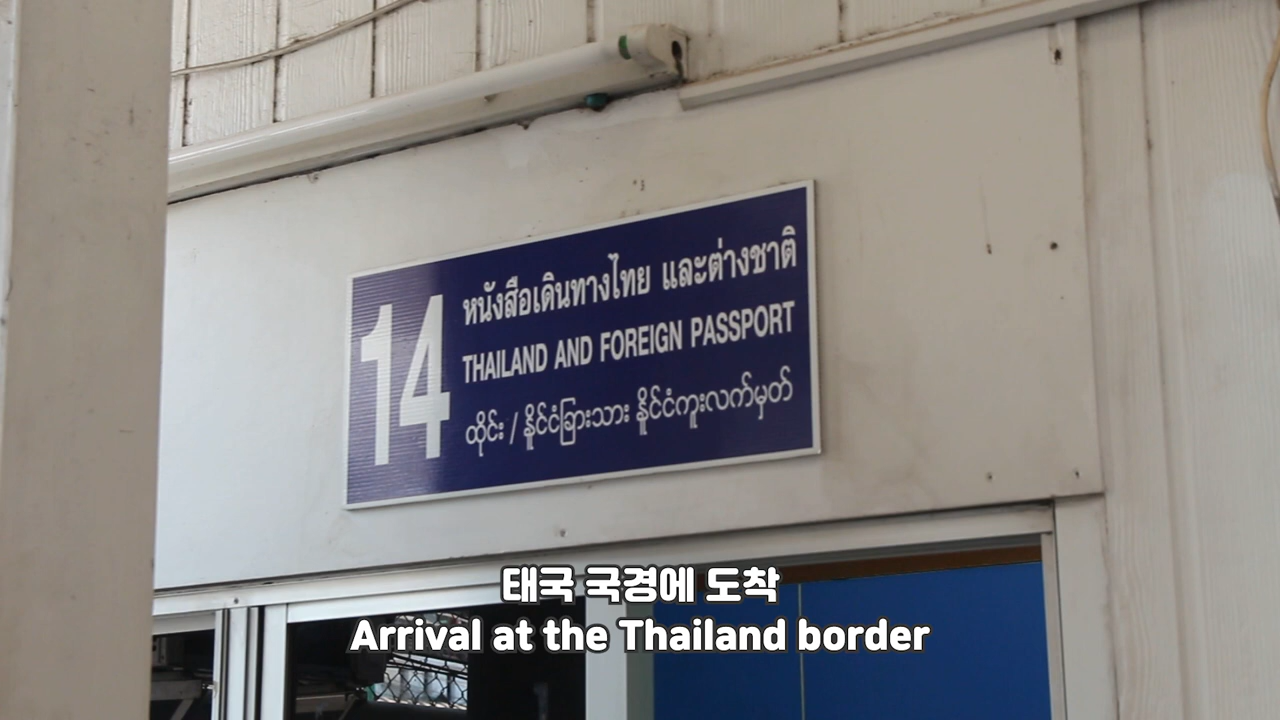 14
หนังสือเดินทางไทย และต่างชาติ
THAILAND AND FOREIGN PASSPORT
ထိုင်း / နိူင်ငံခြားသား နိူင်ငံကူးလက်မှတ်
태국 국경에 도착
Arrival at the Thailand border